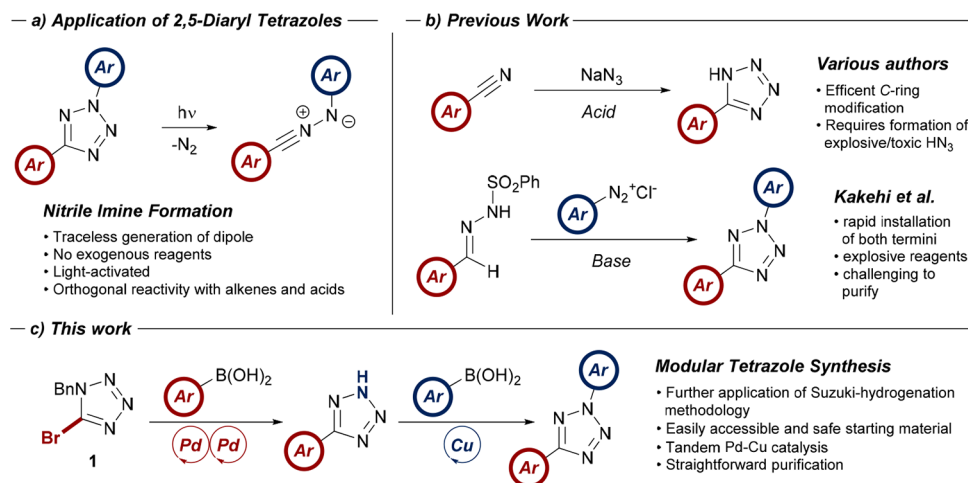 a) Application of 2,5-Diaryl Tetrazoles
Ar
N
N
N
N
Ar
hν
-N2
Ar
N
⊕
N
⊖
Ar
Nitrile Imine Formation
• Traceless generation of dipole
• No exogenous reagents
• Light-activated
• Orthogonal reactivity with alkenes and acids
b) Previous Work
N
Ar
NaN3
Acid
HN
N
N
N
Ar
Various authors
• Efficent C-ring
modification
• Requires formation of
explosive/toxic HN3
SO2Ph
NH
N
Ar
H
N2+Cl-
Ar
Base
Ar
N
N
N
N
Ar
Kakehi et al.
• rapid installation
of both termini
• explosive reagents
• challenging to
purify
c) This work
BnN
N
N
N
Br
1
B(OH)2
Ar
Pd
Pd
H
N
N
N
N
Ar
B(OH)2
Ar
Cu
Ar
N
N
N
N
Ar
Modular Tetrazole Synthesis
• Further application of Suzuki-hydrogenation
methodology
• Easily accessible and safe starting material
• Tandem Pd-Cu catalysis
• Straightforward purification